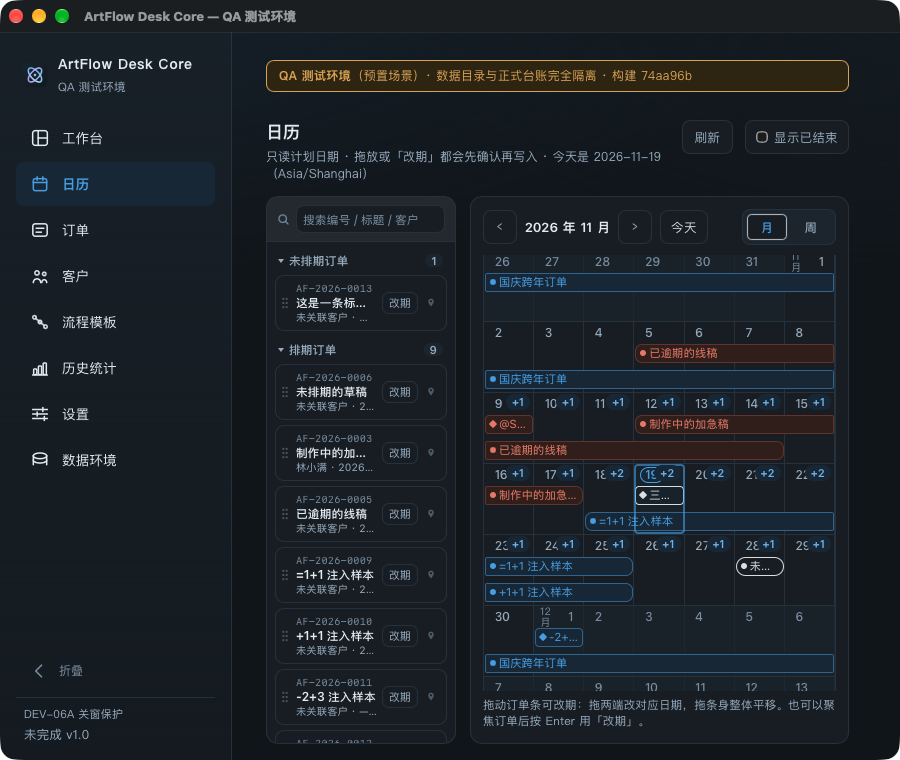 ArtFlow Desk Core — QA 测试环境
ArtFlow Desk Core
QA 测试环境
工作台
日历
订单
客户
流程模板
历史统计
设置
数据环境
折叠
DEV-06A 关窗保护
未完成 v1.0
QA 测试环境（预置场景）· 数据目录与正式台账完全隔离 · 构建 74aa96b
日历
只读计划日期 · 拖放或「改期」都会先确认再写入 · 今天是 2026-11-19
（Asia/Shanghai）
刷新
显示已结束
搜索编号 / 标题 / 客户
未排期订单 1
AF-2026-0013
这是一条标... 改期
未关联客户 · ...
排期订单 9
AF-2026-0006
未排期的草稿 改期
未关联客户 · 2...
AF-2026-0003
制作中的加... 改期
林小满 · 2026...
AF-2026-0005
已逾期的线稿 改期
未关联客户 · 2...
AF-2026-0009
=1+1 注入样本 改期
未关联客户 · 2...
AF-2026-0010
+1+1 注入样本 改期
未关联客户 · 2...
AF-2026-0011
-2+3 注入样本 改期
未关联客户 · 一...
< 2026 年 11 月 > 今天 月 周
26 27 28 29 30 31 11月 1
国庆跨年订单
2 3 4 5 6 7 8
已逾期的线稿
国庆跨年订单
9 +1 10 +1 11 +1 12 +1 13 +1 14 +1 15 +1
@S... 制作中的加急稿
已逾期的线稿
16 +1 17 +1 18 +2 19 +2 20 +2 21 +2 22 +2
制作中的加急... 三...
=1+1 注入样本
23 +1 24 +1 25 +1 26 +1 27 +1 28 +1 29 +1
=1+1 注入样本 未...
+1+1 注入样本
30 12月 1 2 3 4 5 6
-2+...
国庆跨年订单
7 8 9 10 11 12 13
拖动订单条可改期：拖两端改对应日期，拖条身整体平移。也可以聚
焦订单后按 Enter 用「改期」。